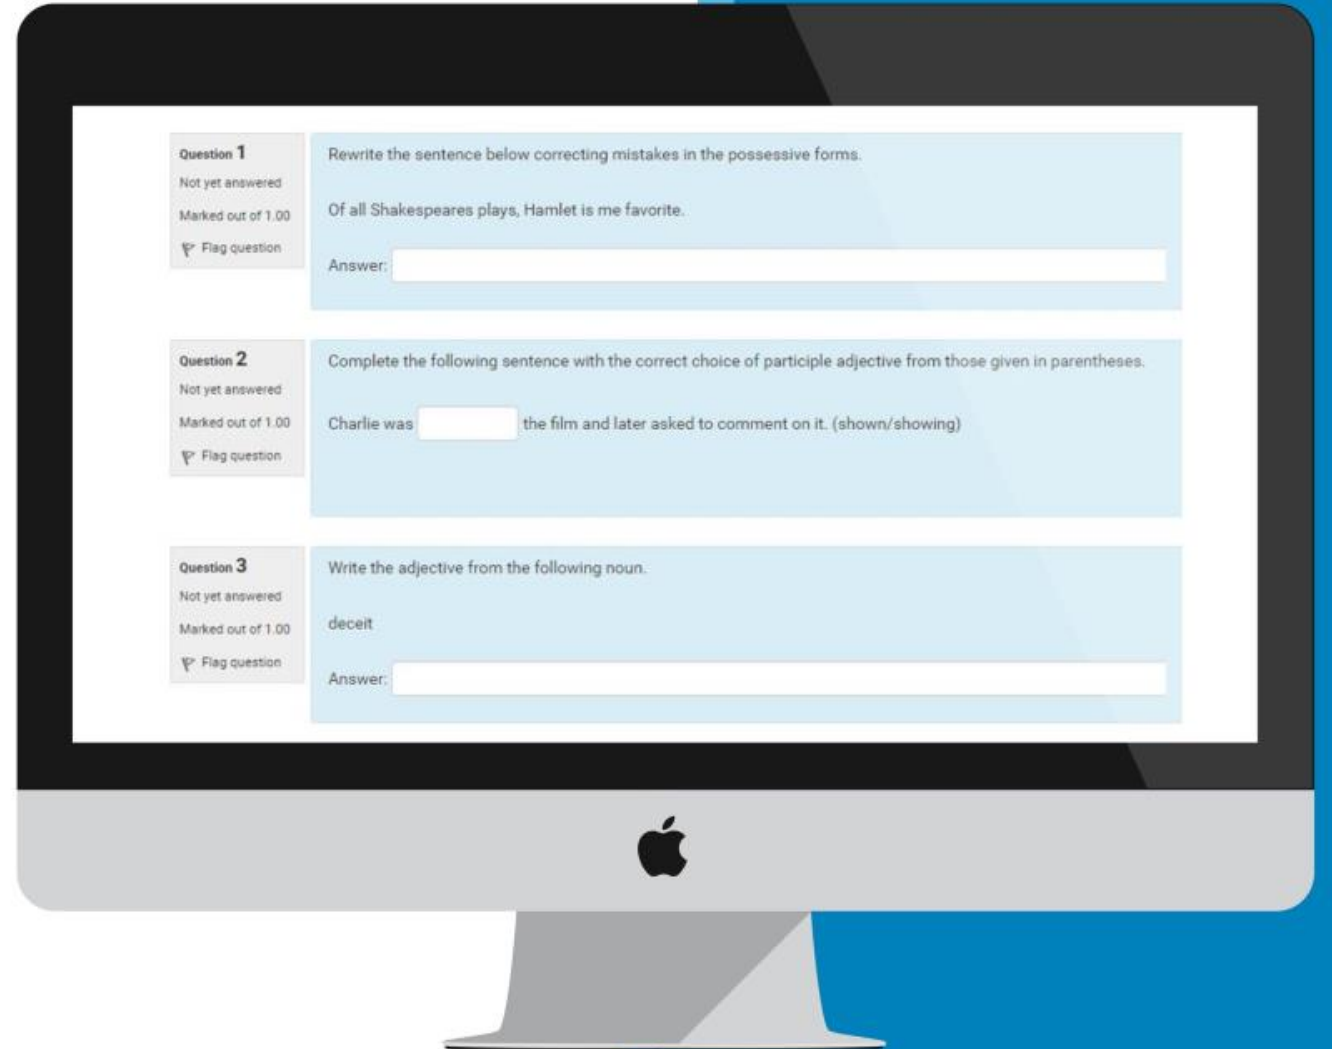 Question 1
Not yet answered
Marked out of 1.00
Flag question
Rewrite the sentence below correcting mistakes in the possessive forms.
Of all Shakespeares plays, Hamlet is me favorite.
Answer:
Question 2
Not yet answered
Marked out of 1.00
Flag question
Complete the following sentence with the correct choice of participle adjective from those given in parentheses.
Charlie was the film and later asked to comment on it. (shown/showing)
Question 3
Not yet answered
Marked out of 1.00
Flag question
Write the adjective from the following noun.
deceit
Answer: